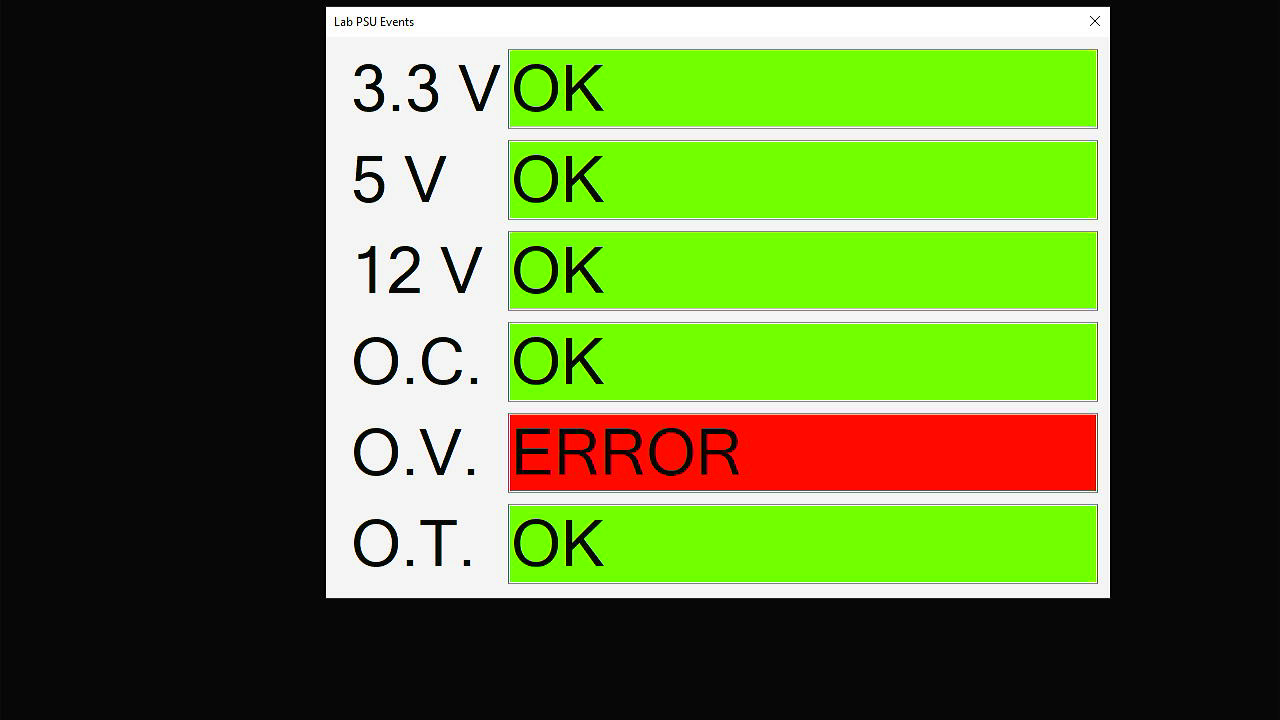 Lab PSU Events
3.3 V OK
5 V OK
12 V OK
O.C. OK
O.V. ERROR
O.T. OK